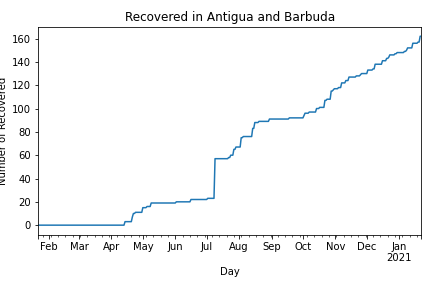 Recovered in Antigua and Barbuda
Number of Recovered
160
140
120
100
80
60
40
20
0
Feb Mar Apr May Jun Jul Aug Sep Oct Nov Dec Jan
2021
Day